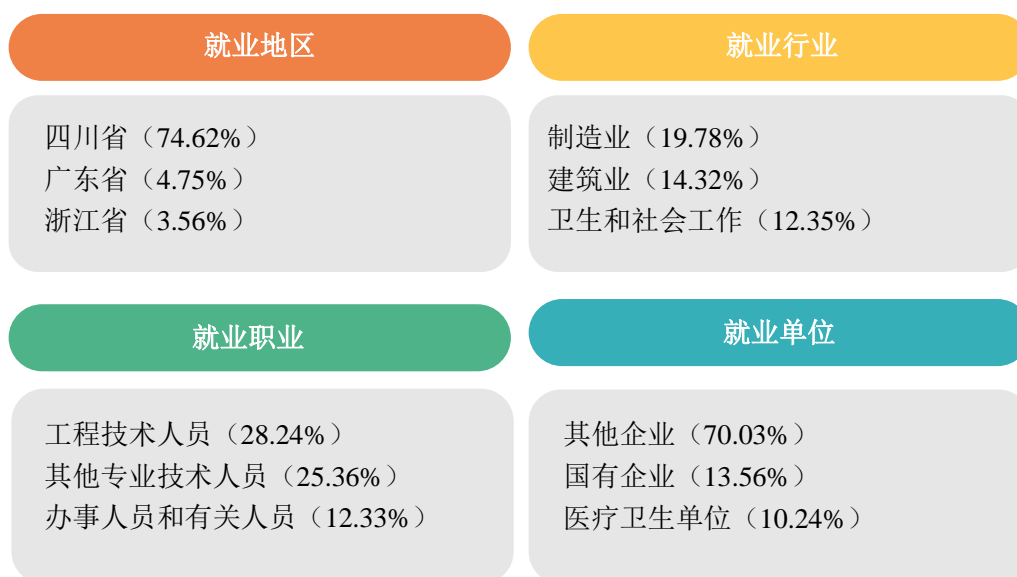 就业地区
四川省（74.62%）
广东省（4.75%）
浙江省（3.56%）
就业行业
制造业（19.78%）
建筑业（14.32%）
卫生和社会工作（12.35%）
就业职业
工程技术人员（28.24%）
其他专业技术人员（25.36%）
办事人员和有关人员（12.33%）
就业单位
其他企业（70.03%）
国有企业（13.56%）
医疗卫生单位（10.24%）